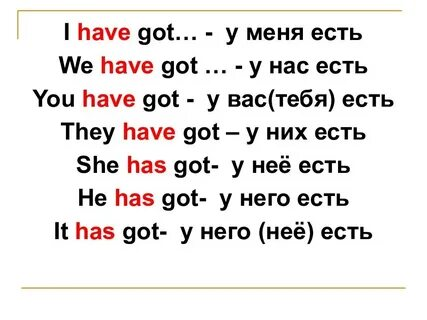 I have got… - у меня есть
We have got … - у нас есть
You have got - у вас(тебя) есть
They have got – у них есть
She has got- у неё есть
He has got- у него есть
It has got- у него (неё) есть